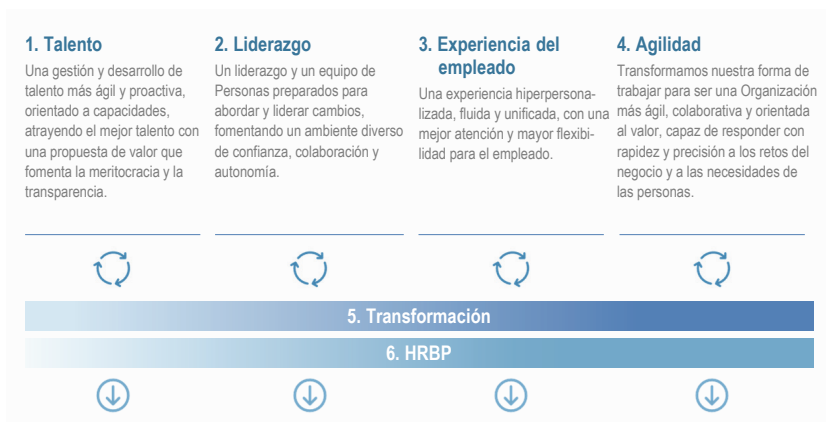 1. Talento
Una gestión y desarrollo de
talento más ágil y proactiva,
orientado a capacidades,
atrayendo el mejor talento con
una propuesta de valor que
fomenta la meritocracia y la
transparencia.
2. Liderazgo
Un liderazgo y un equipo de
Personas preparados para
abordar y liderar cambios,
fomentando un ambiente diverso
de confianza, colaboración y
autonomía.
3. Experiencia del
empleado
Una experiencia hiperpersona-
lizada, fluida y unificada, con una
mejor atención y mayor flexibi-
lidad para el empleado.
4. Agilidad
Transformamos nuestra forma de
trabajar para ser una Organización
más ágil, colaborativa y orientada
al valor, capaz de responder con
rapidez y precisión a los retos del
negocio y a las necesidades de
las personas.
5. Transformación
6. HRBP